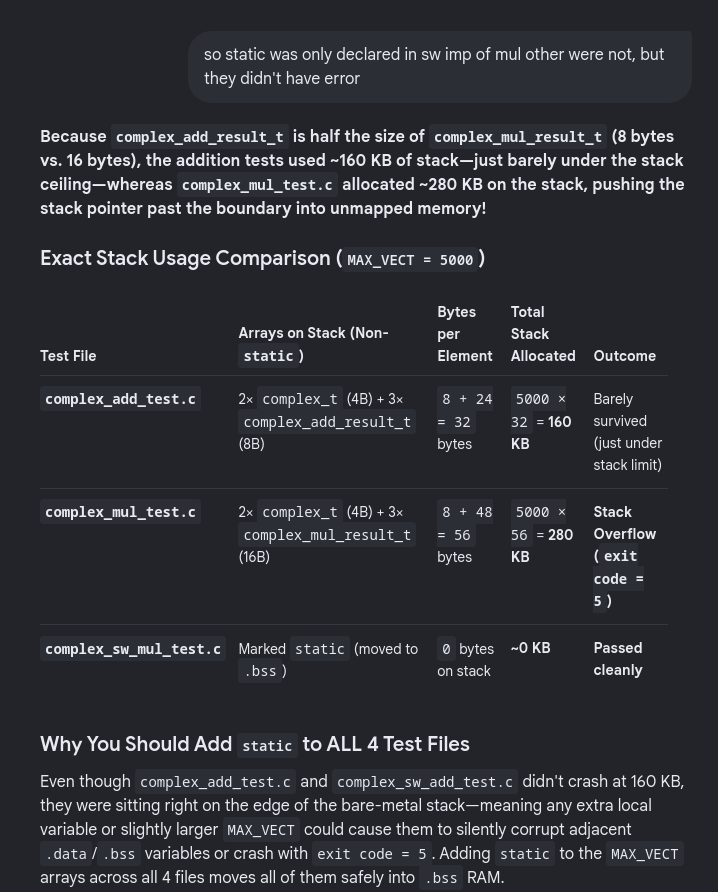 so static was only declared in sw imp of mul other were not, but
they didn't have error
Because complex_add_result_t is half the size of complex_mul_result_t (8 bytes
vs. 16 bytes), the addition tests used ~160 KB of stack—just barely under the stack
ceiling—whereas complex_mul_test.c allocated ~280 KB on the stack, pushing the
stack pointer past the boundary into unmapped memory!
Exact Stack Usage Comparison ( MAX_VECT = 5000 )
Test File
Arrays on Stack (Non-
static )
Bytes
per
Element
Total
Stack
Allocated
Outcome
complex_add_test.c
2× complex_t (4B) + 3×
complex_add_result_t
(8B)
8 + 24
= 32
bytes
5000 ×
32 = 160
KB
Barely
survived
(just under
stack limit)
complex_mul_test.c
2× complex_t (4B) + 3×
complex_mul_result_t
(16B)
8 + 48
= 56
bytes
5000 ×
56 = 280
KB
Stack
Overflow
( exit
code =
5 )
complex_sw_mul_test.c
Marked static (moved to
.bss )
0 bytes
on stack
~0 KB
Passed
cleanly
Why You Should Add static to ALL 4 Test Files
Even though complex_add_test.c and complex_sw_add_test.c didn't crash at 160 KB,
they were sitting right on the edge of the bare-metal stack—meaning any extra local
variable or slightly larger MAX_VECT could cause them to silently corrupt adjacent
.data / .bss variables or crash with exit code = 5 . Adding static to the MAX_VECT
arrays across all 4 files moves all of them safely into .bss RAM.